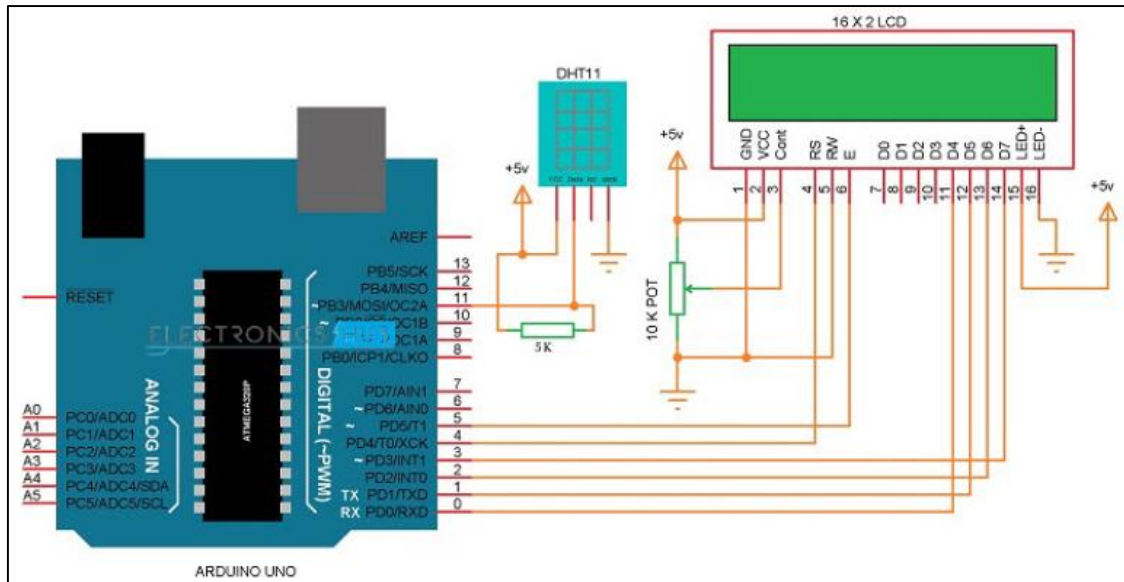 16 X 2 LCD
DHT11
+5v
+5v
+5v
GND
VCC
Cont
RS
RW
E
D0
D1
D2
D3
D4
D5
D6
D7
LED+
LED-
1
2
3
4
5
6
7
8
9
10
11
12
13
14
15
16
10 K POT
5K
AREF
RESET
PB5/SCK 13
PB4/MISO 12
~PB3/MOSI/OC2A 11
10
9
PB0/ICP1/CLKO 8
PD7/AIN1 7
~PD6/AIN0 6
~PD5/T1 5
PD4/T0/XCK 4
~PD3/INT1 3
PD2/INT0 2
TX PD1/TXD 1
RX PD0/RXD 0
ELECTRONICS
ATMEGA328P
DIGITAL (~PWM)
ANALOG IN
A0 PC0/ADC0
A1 PC1/ADC1
A2 PC2/ADC2
A3 PC3/ADC3
A4 PC4/ADC4/SDA
A5 PC5/ADC5/SCL
ARDUINO UNO